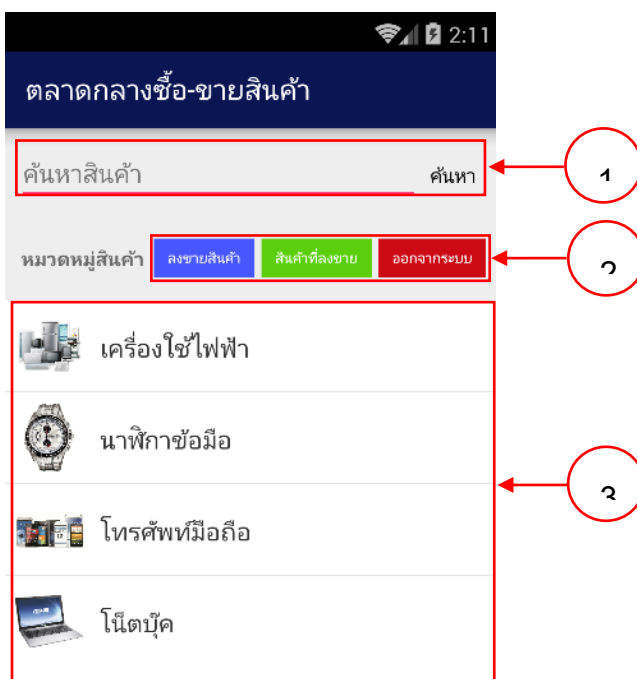 2:11
ตลาดกลางซื้อ-ขายสินค้า
ค้นหาสินค้า ค้นหา
1
หมวดหมู่สินค้า ลงขายสินค้า สินค้าที่ลงขาย ออกจากระบบ
2
เครื่องใช้ไฟฟ้า
นาฬิกาข้อมือ
3
โทรศัพท์มือถือ
โน็ตบุ๊ค